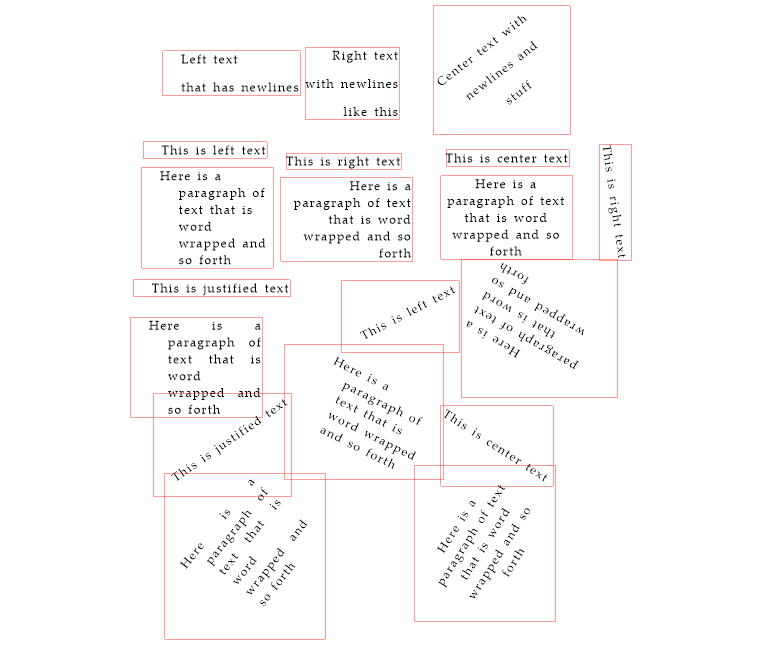 Left text
that has newlines
Right text
with newlines
like this
Center text with
newlines and
stuff
This is left text
This is right text
This is center text
This is right text
Here is a
paragraph of
text that is
word
wrapped and
so forth
Here is a
paragraph of text
that is word
wrapped and so
forth
Here is a
paragraph of text
that is word
wrapped and so
forth
This is justified text
This is left text
Here is a
paragraph of text
that is word
wrapped and so
forth
Here is a
paragraph of
text that is
word
wrapped and
so forth
Here is a
paragraph of
text that is
word wrapped
and so forth
This is justified text
This is center text
Here is a
paragraph of
text that is
word
wrapped and
so forth
Here is a
paragraph of text
that is word
wrapped and so
forth